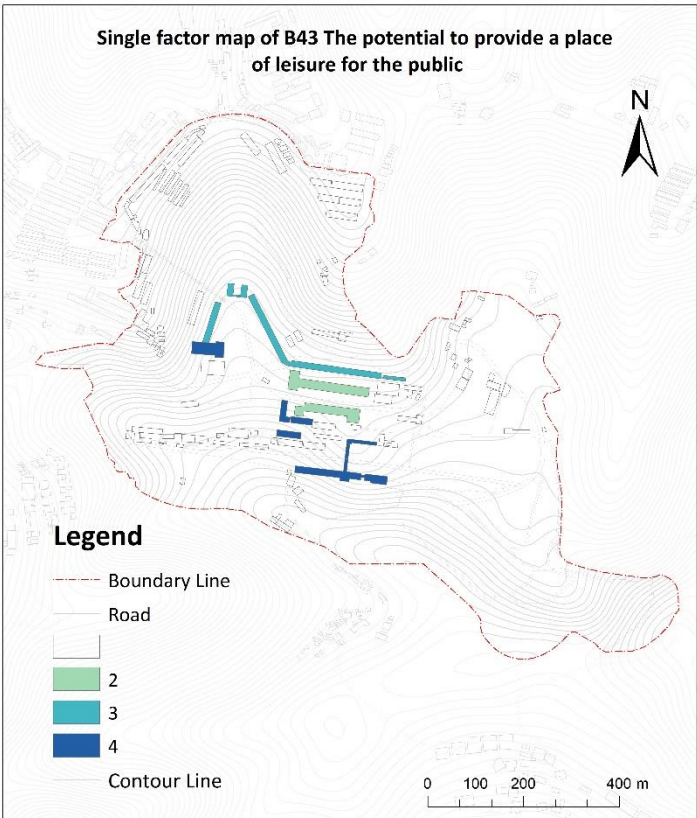 Single factor map of B43 The potential to provide a place
of leisure for the public
N
Legend
Boundary Line
Road
2
3
4
Contour Line
0 100 200 400 m